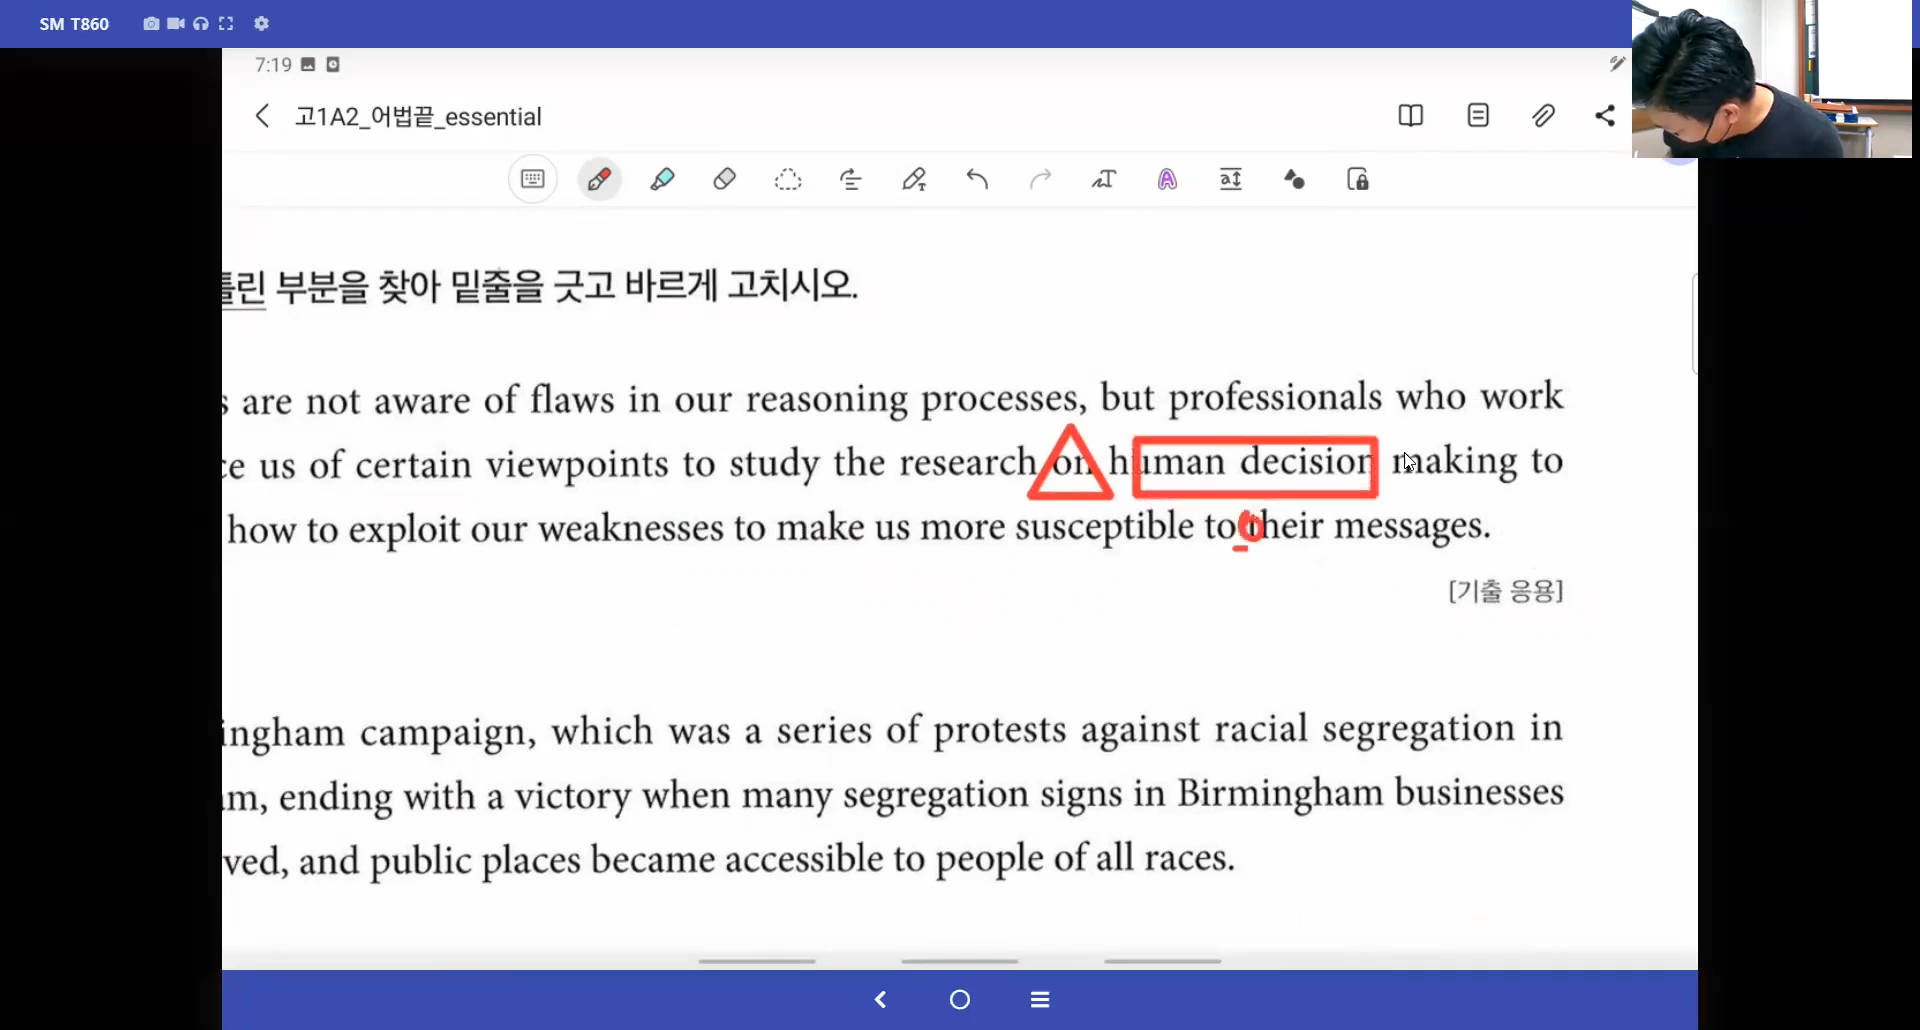 SM T860
7:19
고1A2_어법끝_essential
틀린 부분을 찾아 밑줄을 긋고 바르게 고치시오.
are not aware of flaws in our reasoning processes, but professionals who work
us of certain viewpoints to study the research on human decision making to
how to exploit our weaknesses to make us more susceptible to their messages.
[기출 응용]
ingham campaign, which was a series of protests against racial segregation in
m, ending with a victory when many segregation signs in Birmingham businesses
ved, and public places became accessible to people of all races.